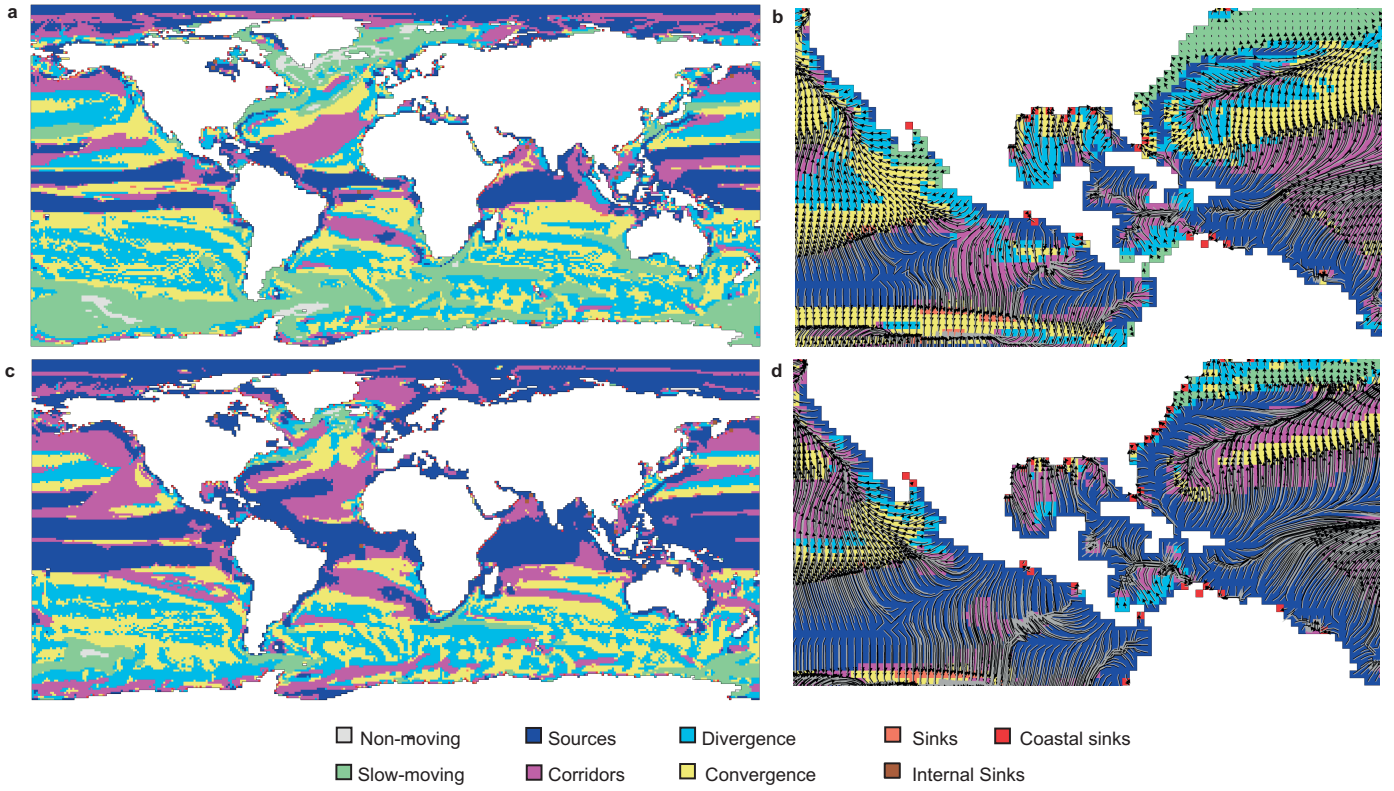 a
b
c
d
Non-moving
Sources
Divergence
Sinks
Coastal sinks
Slow-moving
Corridors
Convergence
Internal Sinks